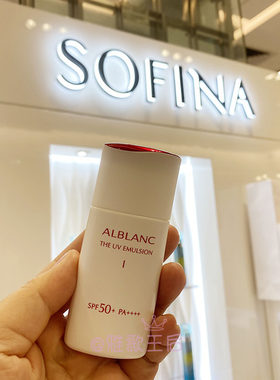 SOFINA
ALBLANC
THE UV EMULSION
I
SPF50+ PA++++